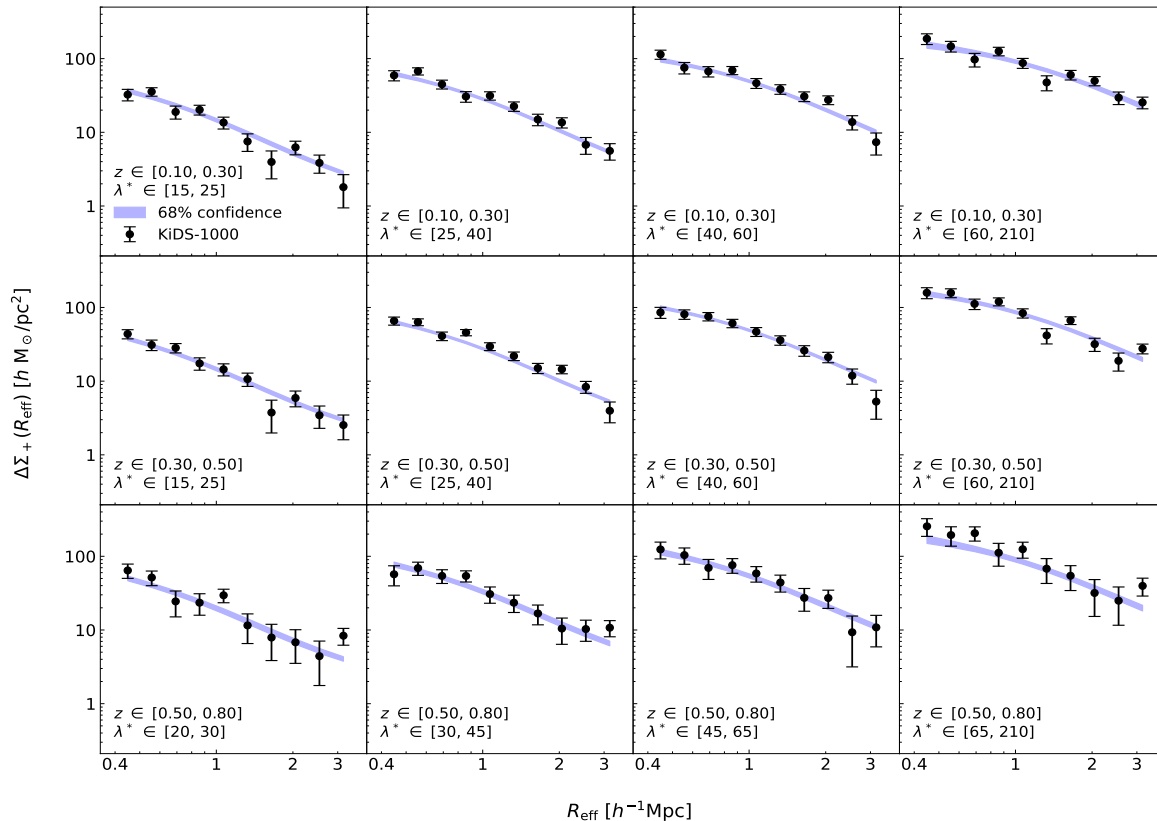 100
10
1
z ∈ [0.10, 0.30]
λ* ∈ [15, 25]
68% confidence
KiDS-1000
z ∈ [0.10, 0.30]
λ* ∈ [25, 40]
z ∈ [0.10, 0.30]
λ* ∈ [40, 60]
z ∈ [0.10, 0.30]
λ* ∈ [60, 210]
ΔΣ₊(R_eff) [h M_⊙/pc²]
100
10
1
z ∈ [0.30, 0.50]
λ* ∈ [15, 25]
z ∈ [0.30, 0.50]
λ* ∈ [25, 40]
z ∈ [0.30, 0.50]
λ* ∈ [40, 60]
z ∈ [0.30, 0.50]
λ* ∈ [60, 210]
100
10
1
z ∈ [0.50, 0.80]
λ* ∈ [20, 30]
z ∈ [0.50, 0.80]
λ* ∈ [30, 45]
z ∈ [0.50, 0.80]
λ* ∈ [45, 65]
z ∈ [0.50, 0.80]
λ* ∈ [65, 210]
0.4 1 2 3 0.4 1 2 3 0.4 1 2 3 0.4 1 2 3
R_eff [h⁻¹Mpc]